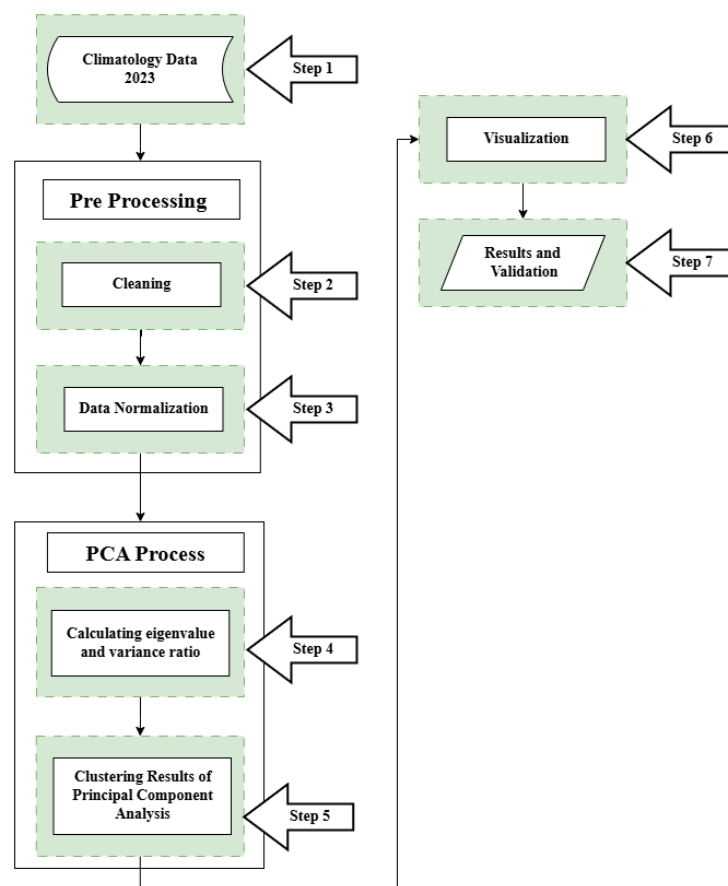 Climatology Data
2023
Step 1
Pre Processing
Cleaning
Step 2
Data Normalization
Step 3
PCA Process
Calculating eigenvalue
and variance ratio
Step 4
Clustering Results of
Principal Component
Analysis
Step 5
Visualization
Step 6
Results and
Validation
Step 7